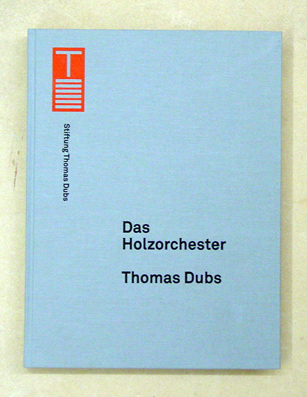 T
Stiftung Thomas Dubs
Das
Holzorchester
Thomas Dubs